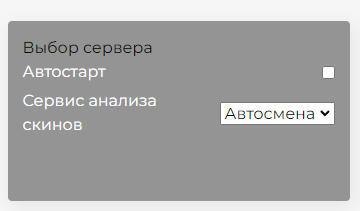 Выбор сервера
Автостарт
Сервис анализа
скинов
Автосмена